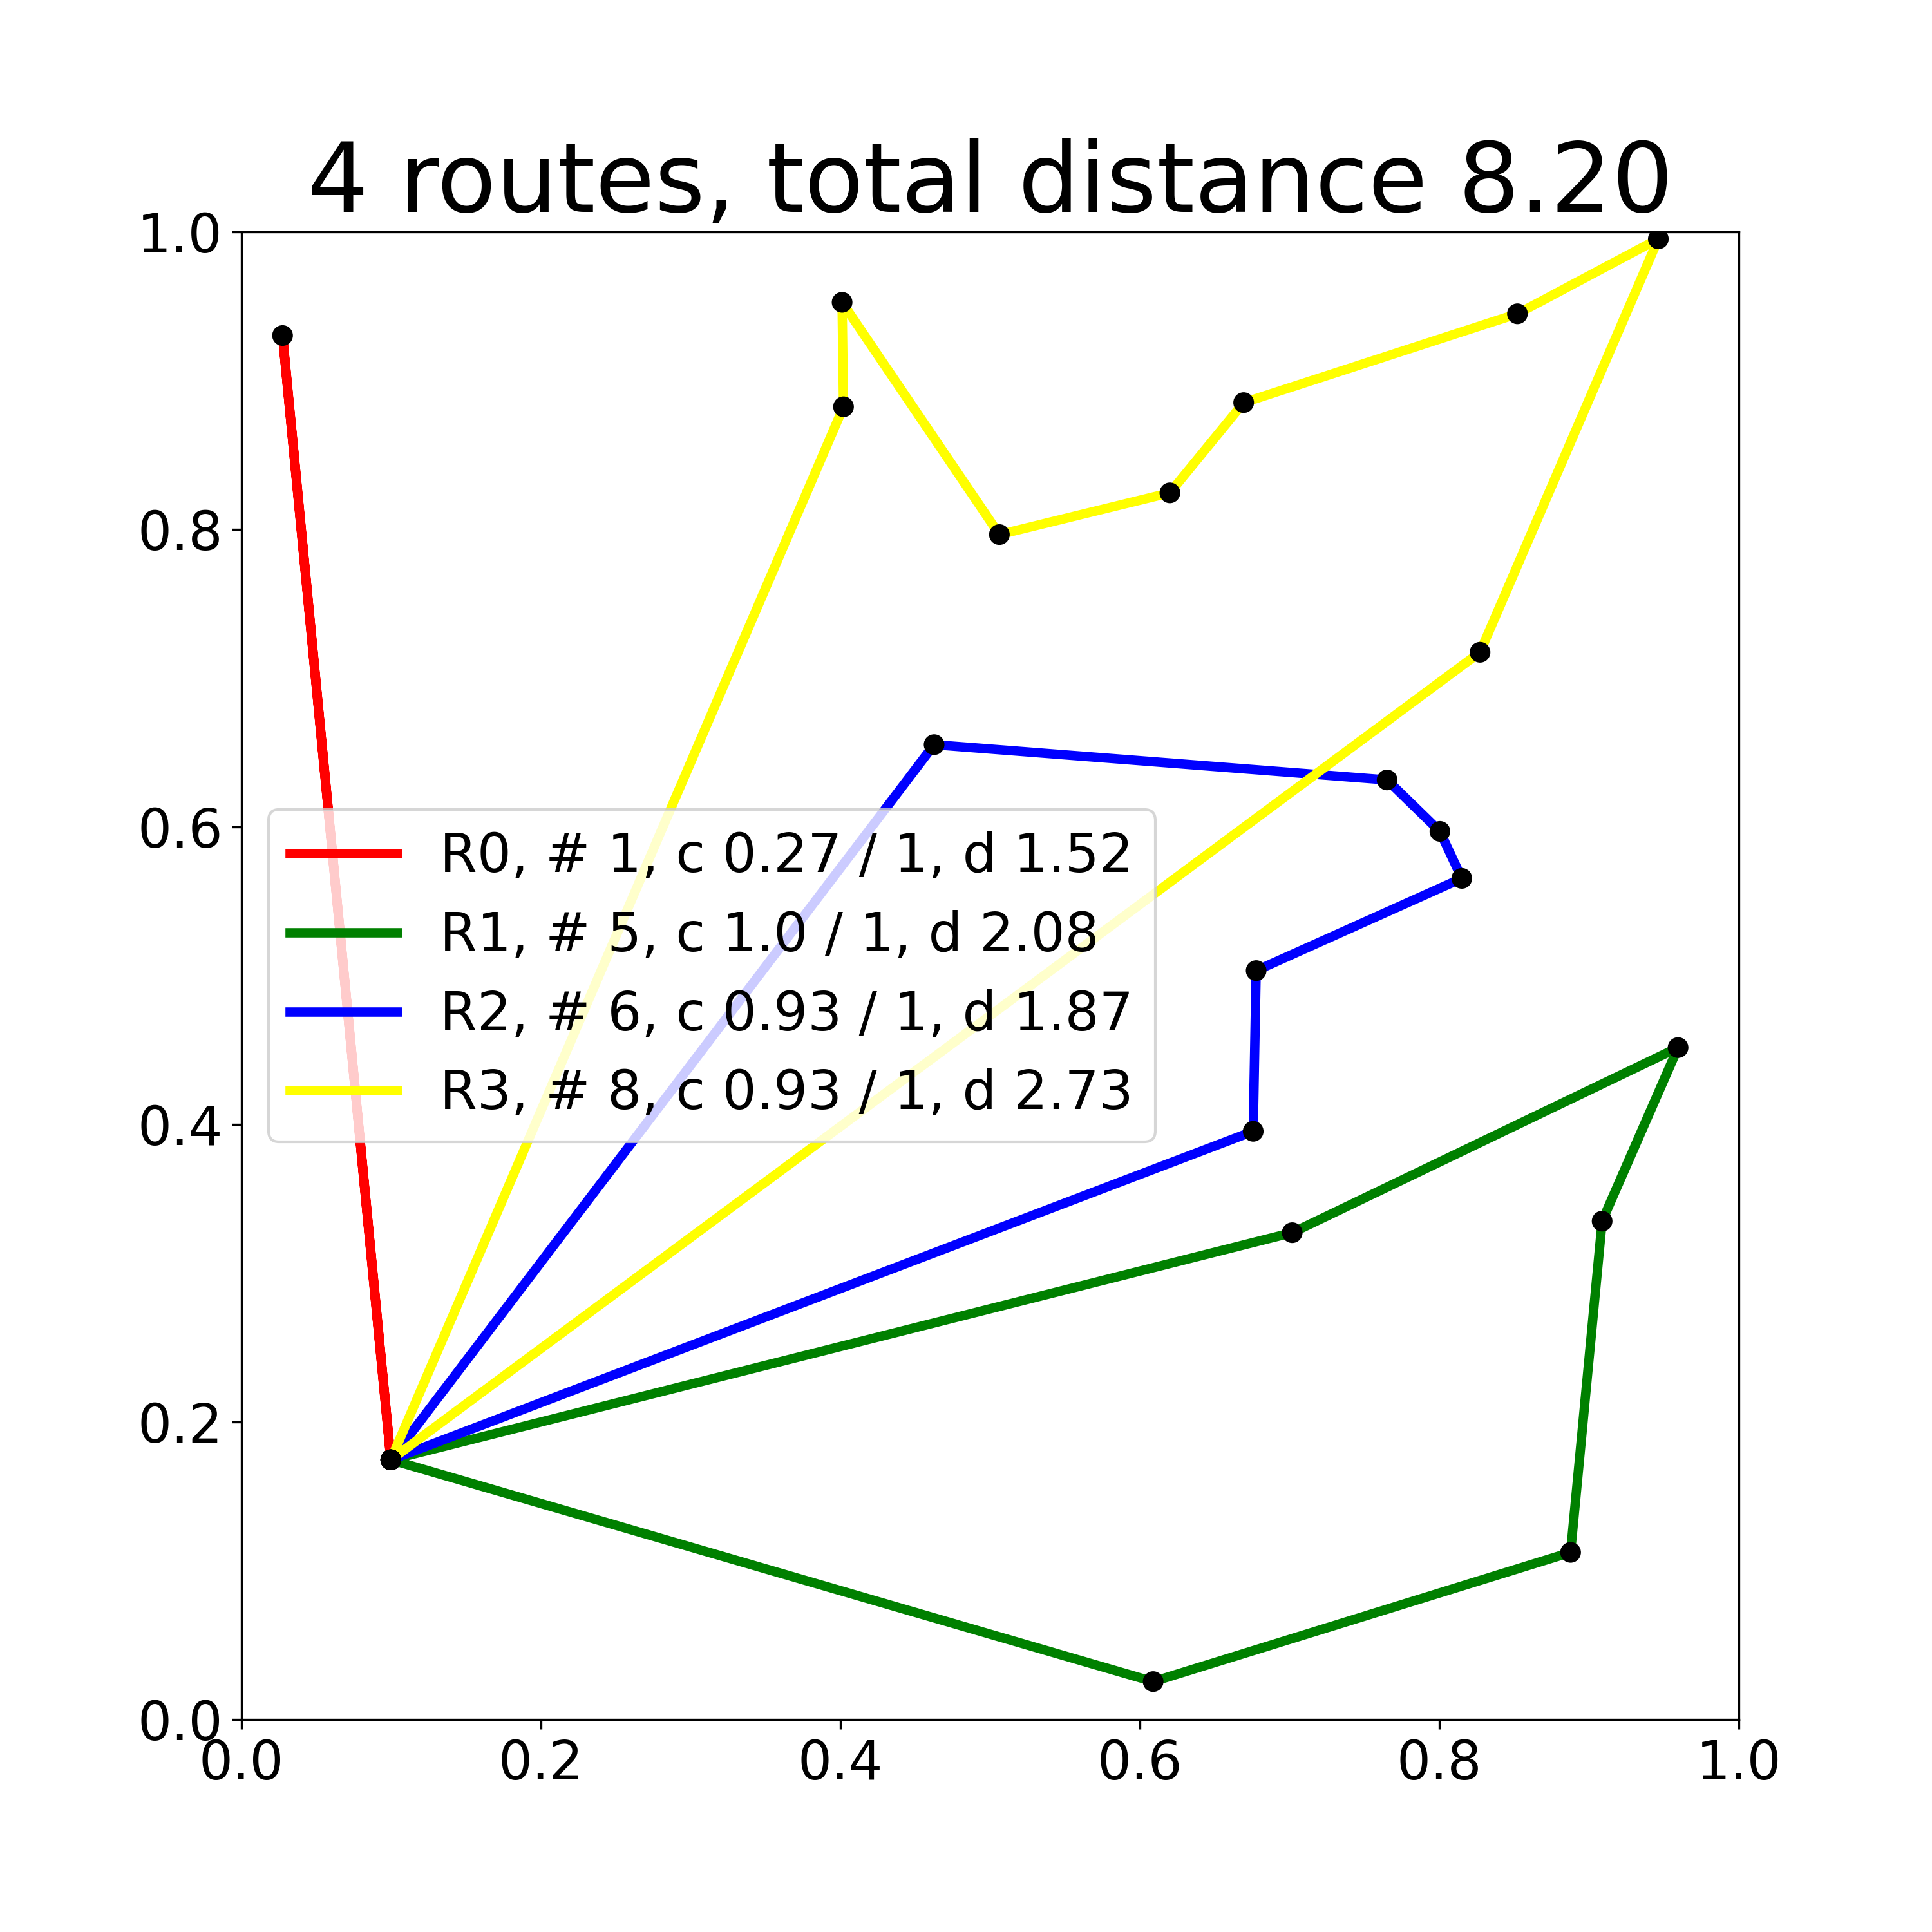 4 routes, total distance 8.20
1.0
0.8
0.6
0.4
0.2
0.0
R0, # 1, c 0.27 / 1, d 1.52
R1, # 5, c 1.0 / 1, d 2.08
R2, # 6, c 0.93 / 1, d 1.87
R3, # 8, c 0.93 / 1, d 2.73
0.0 0.2 0.4 0.6 0.8 1.0